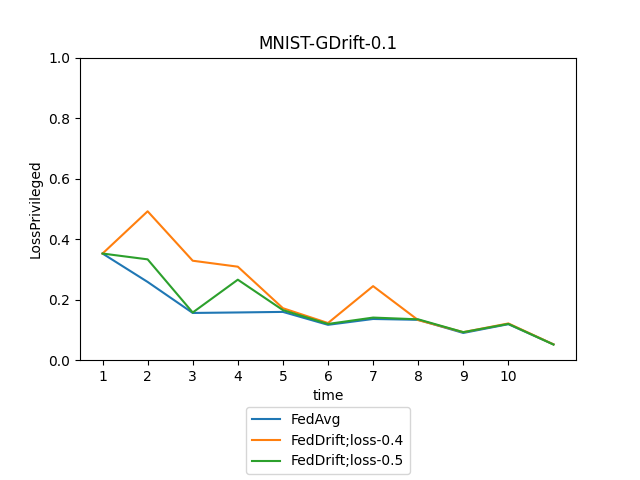 MNIST-GDrift-0.1
1.0
0.8
0.6
0.4
0.2
0.0
LossPrivileged
1 2 3 4 5 6 7 8 9 10
time
FedAvg
FedDrift;loss-0.4
FedDrift;loss-0.5